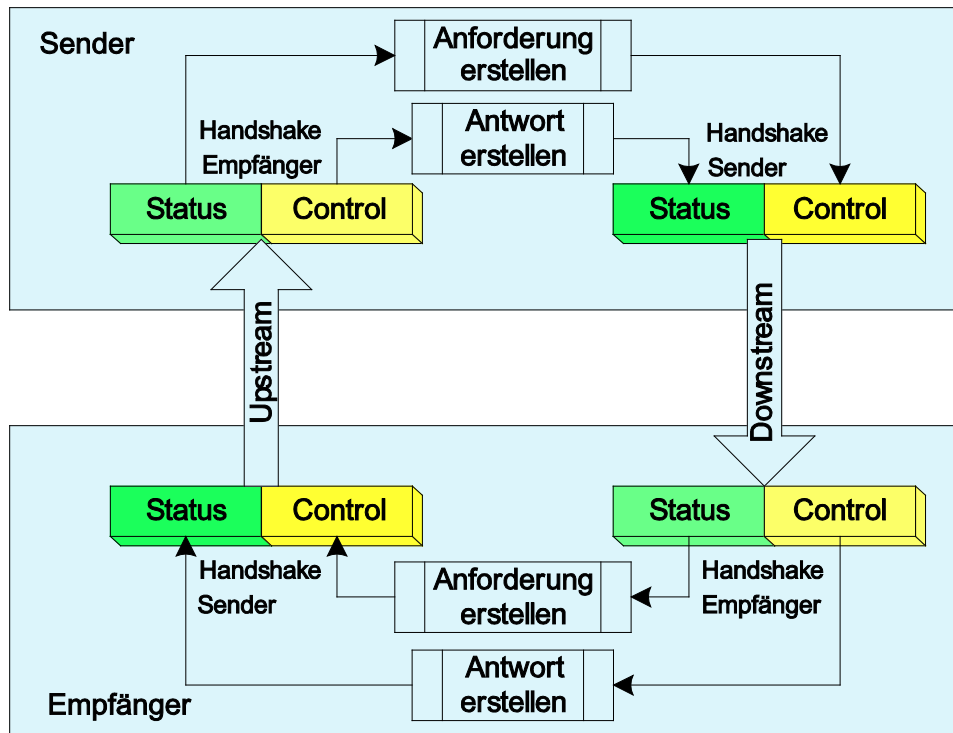 Sender
Anforderung
erstellen
Antwort
erstellen
Handshake
Empfänger
Handshake
Sender
Status
Control
Status
Control
Upstream
Downstream
Status
Control
Status
Control
Handshake
Sender
Anforderung
erstellen
Handshake
Empfänger
Antwort
erstellen
Empfänger